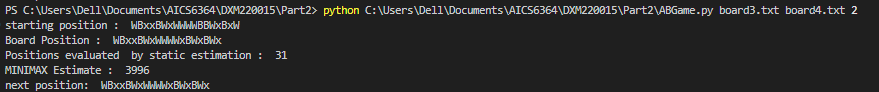 PS C:\Users\Dell\Documents\AICS6364\DXM220015\Part2> python C:\Users\Dell\Documents\AICS6364\DXM220015\Part2\ABGame.py board3.txt board4.txt 2
starting position :  WBxxBWxWWWWBBWxBxW
Board Position :  WBxxBWxWWWWxBWxBWx
Positions evaluated  by static estimation :  31
MINIMAX Estimate :  3996
next position:  WBxxBWxWWWWxBWxBWx